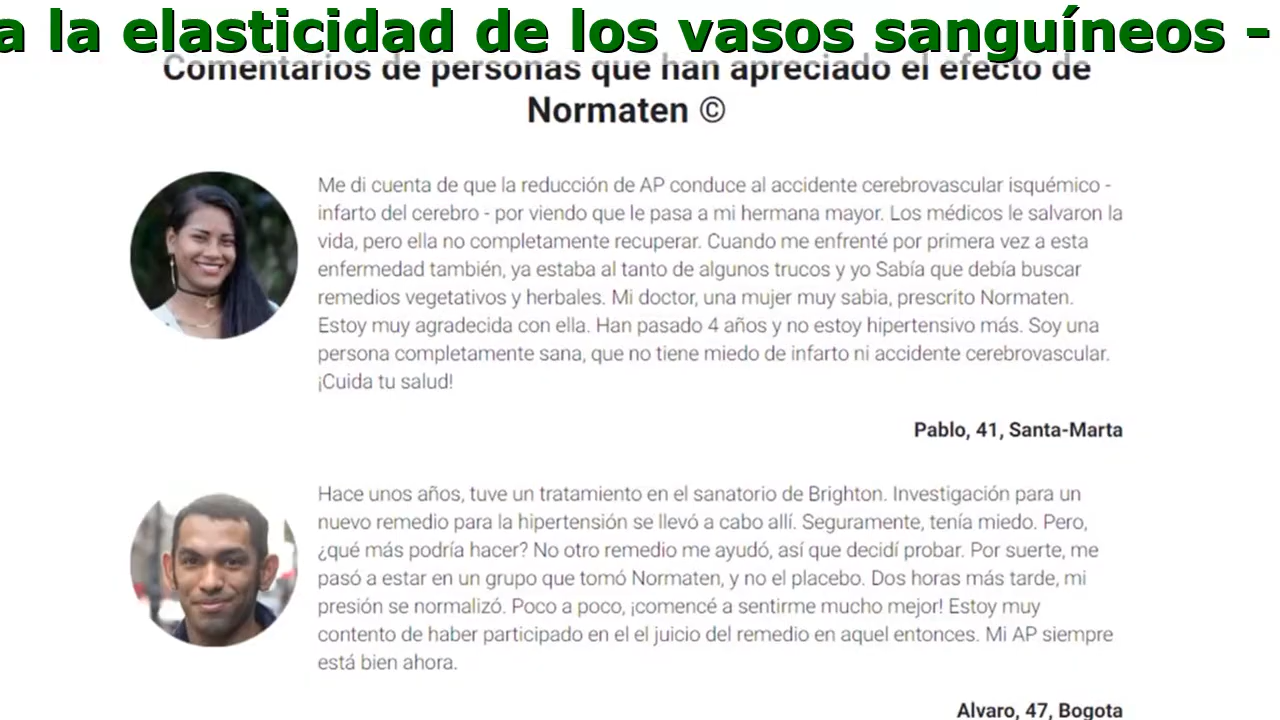 a la elasticidad de los vasos sanguíneos -
Comentarios de personas que han apreciado el efecto de
Normaten ©
Me di cuenta de que la reducción de AP conduce al accidente cerebrovascular isquémico -
infarto del cerebro - por viendo que le pasa a mi hermana mayor. Los médicos le salvaron la
vida, pero ella no completamente recuperar. Cuando me enfrenté por primera vez a esta
enfermedad también, ya estaba al tanto de algunos trucos y yo Sabía que debía buscar
remedios vegetativos y herbales. Mi doctor, una mujer muy sabia, prescrito Normaten.
Estoy muy agradecida con ella. Han pasado 4 años y no estoy hipertensivo más. Soy una
persona completamente sana, que no tiene miedo de infarto ni accidente cerebrovascular.
¡Cuida tu salud!
Pablo, 41, Santa-Marta
Hace unos años, tuve un tratamiento en el sanatorio de Brighton. Investigación para un
nuevo remedio para la hipertensión se llevó a cabo allí. Seguramente, tenía miedo. Pero,
¿qué más podría hacer? No otro remedio me ayudó, así que decidí probar. Por suerte, me
pasó a estar en un grupo que tomó Normaten, y no el placebo. Dos horas más tarde, mi
presión se normalizó. Poco a poco, ¡comencé a sentirme mucho mejor! Estoy muy
contento de haber participado en el el juicio del remedio en aquel entonces. Mi AP siempre
está bien ahora.
Alvaro, 47, Bogota